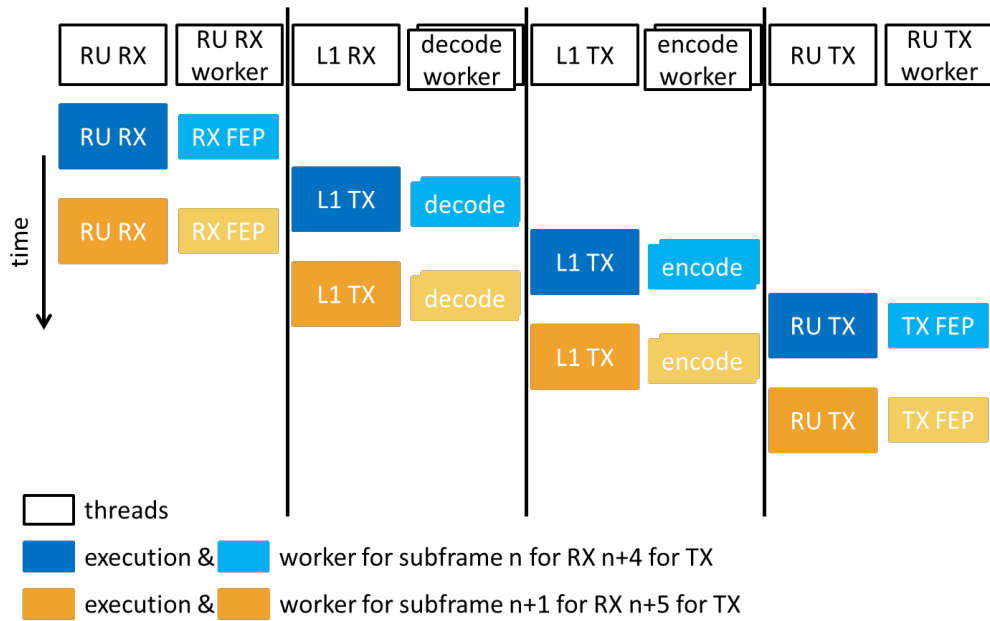 RU RX
RU RX
worker
L1 RX
decode
worker
L1 TX
encode
worker
RU TX
RU TX
worker
RU RX
RX FEP
L1 TX
decode
RU RX
RX FEP
L1 TX
encode
L1 TX
decode
RU TX
TX FEP
L1 TX
encode
RU TX
TX FEP
time
threads
execution & worker for subframe n for RX n+4 for TX
execution & worker for subframe n+1 for RX n+5 for TX